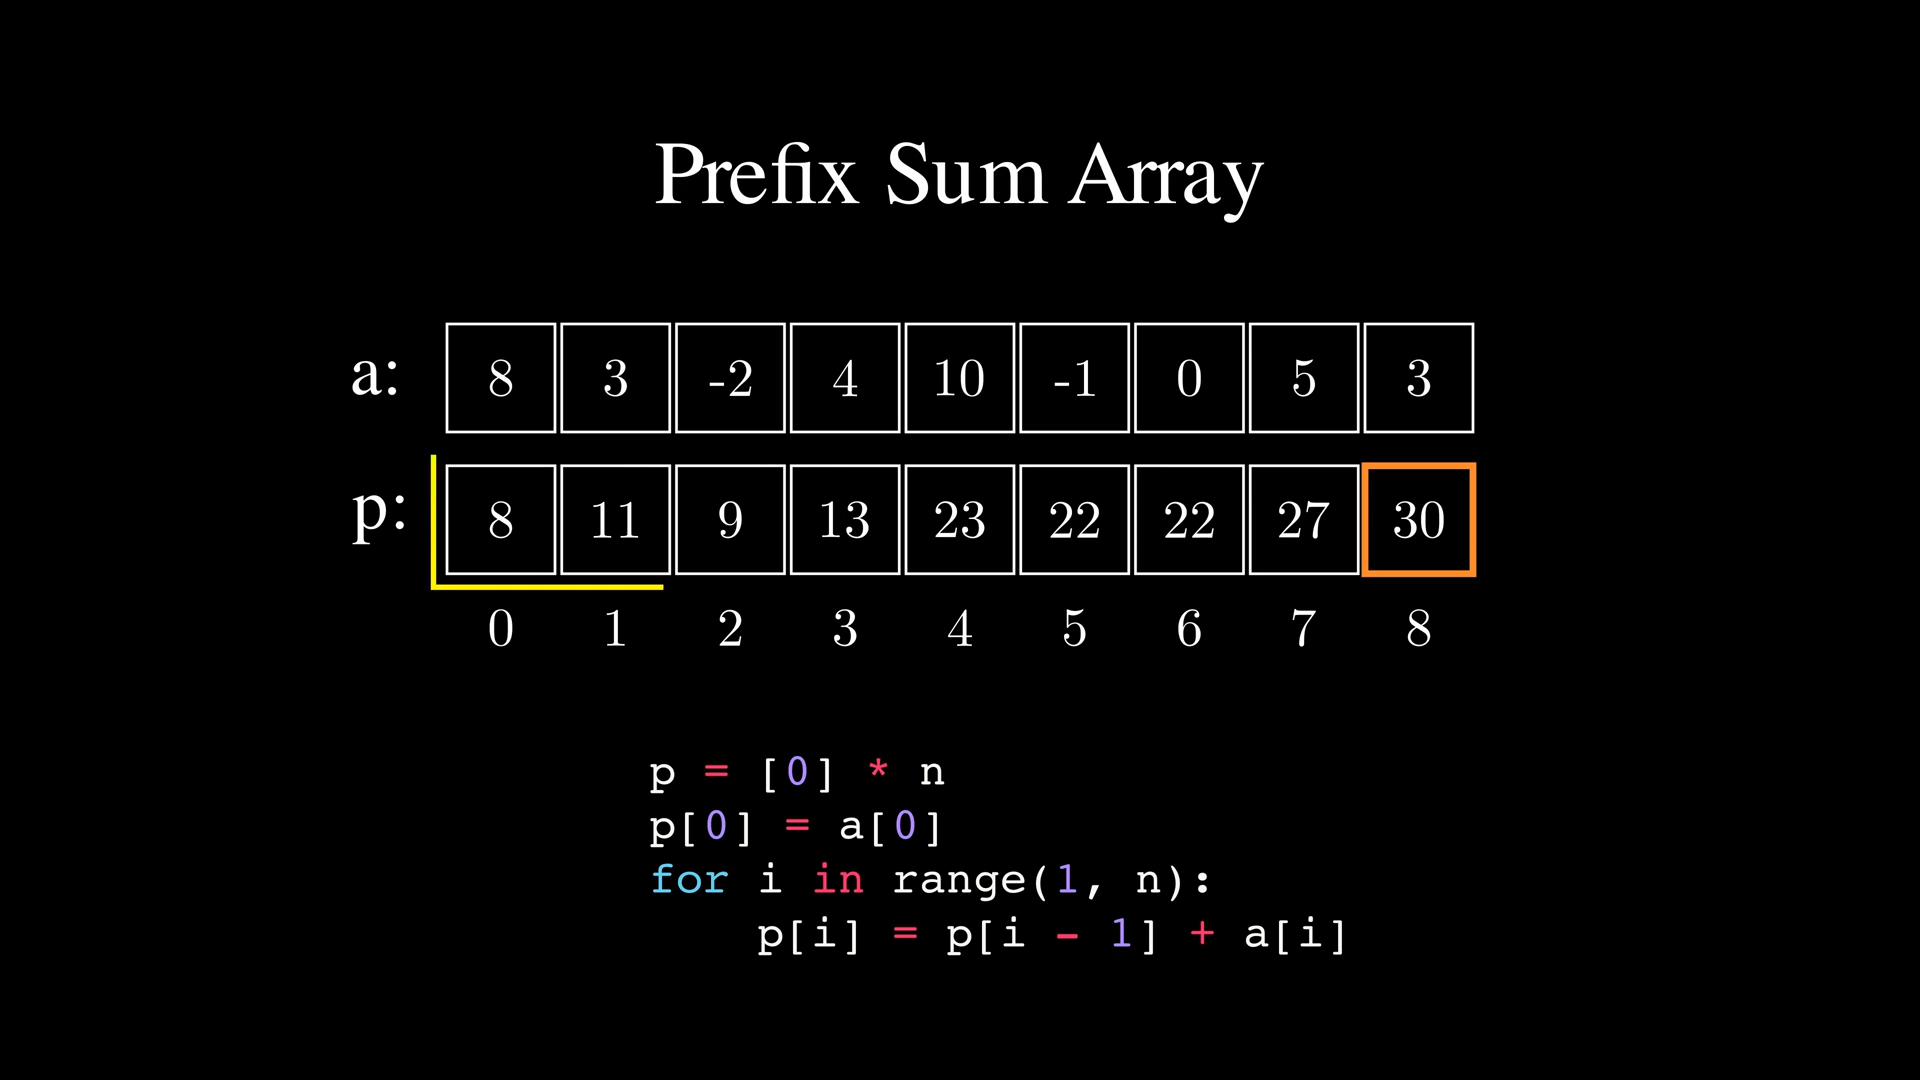 Prefix Sum Array
a: 8 3 -2 4 10 -1 0 5 3
p: 8 11 9 13 23 22 22 27 30
0 1 2 3 4 5 6 7 8
p = [0] * n
p[0] = a[0]
for i in range(1, n):
    p[i] = p[i - 1] + a[i]